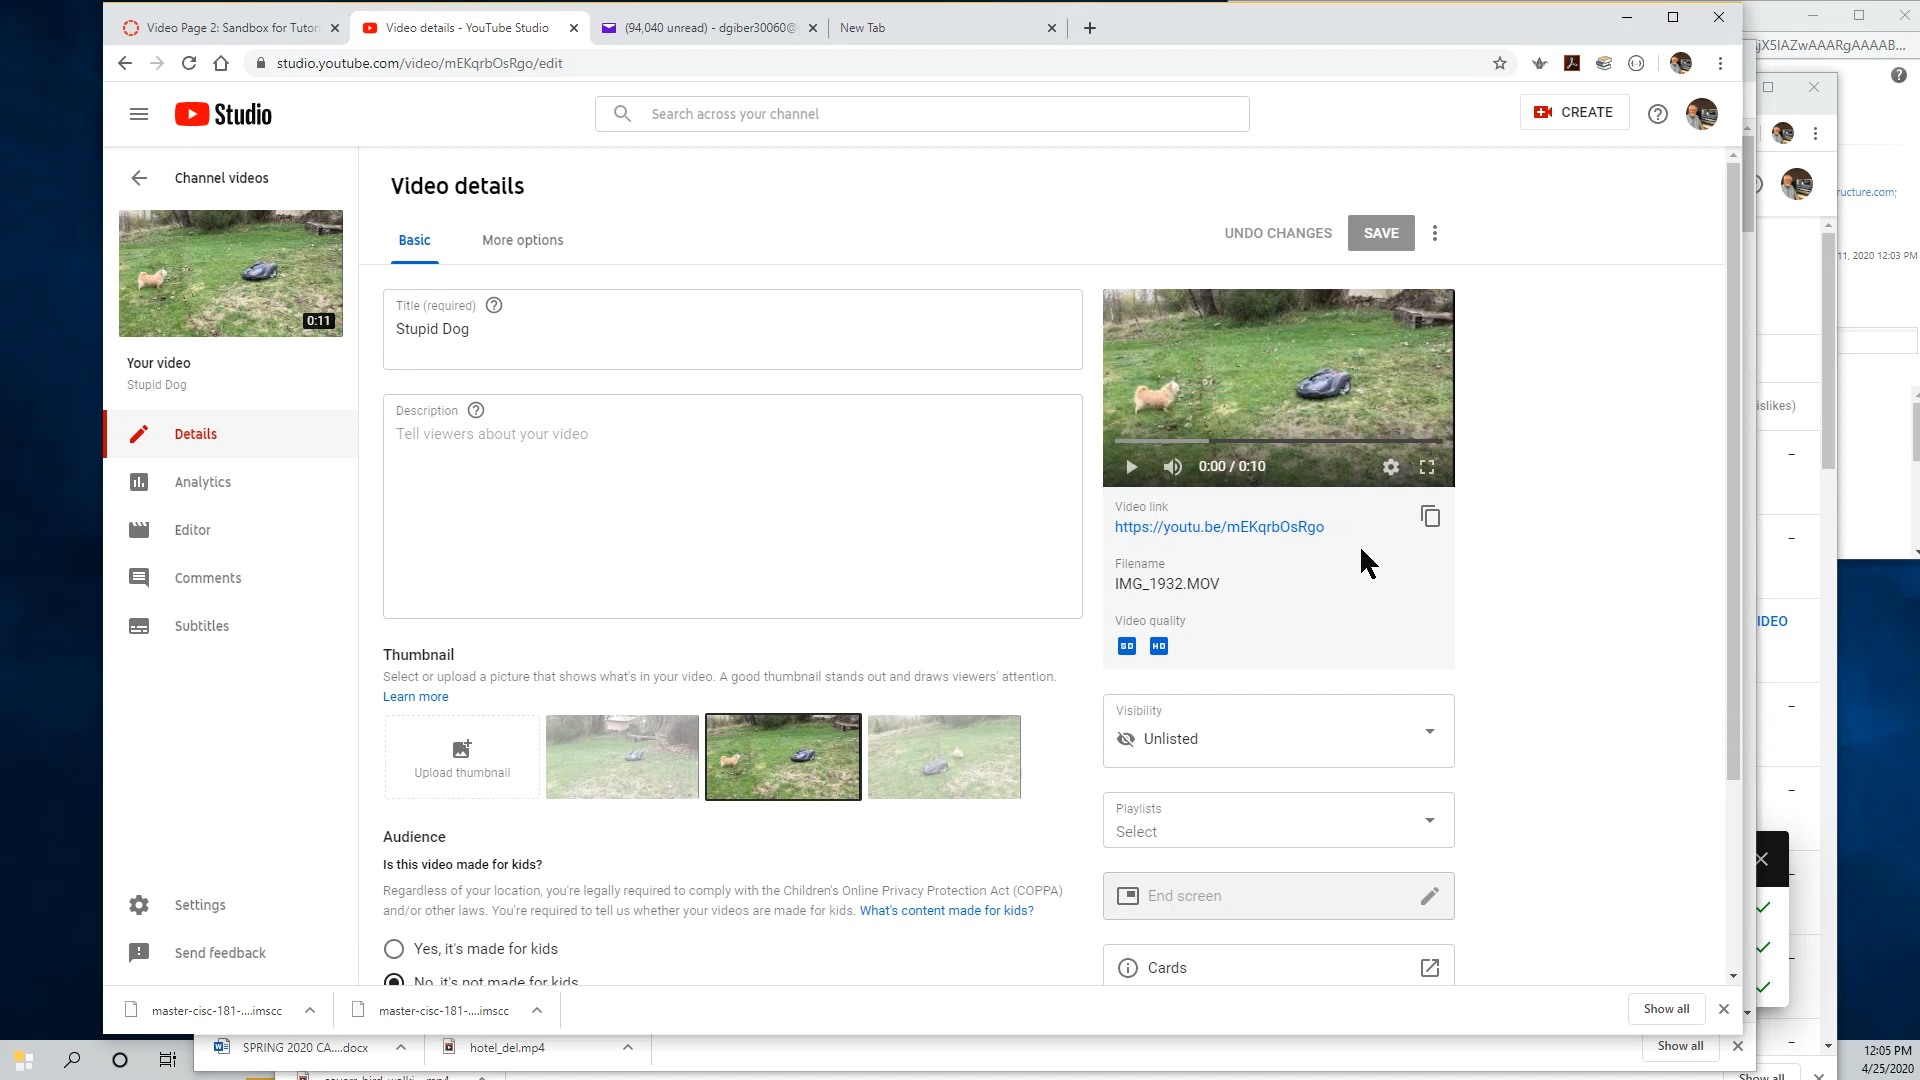 Video Page 2: Sandbox for Tutor
Video details - YouTube Studio
(94,040 unread) - dgiber30060@
New Tab
studio.youtube.com/video/mEKqrbOsRgo/edit
jX5IAZwAAARgAAAAB...
Studio
Search across your channel
CREATE
Channel videos
0:11
Your video
Stupid Dog
Details
Analytics
Editor
Comments
Subtitles
Settings
Send feedback
Video details
Basic
More options
UNDO CHANGES
SAVE
Title (required)
Stupid Dog
Description
Tell viewers about your video
Thumbnail
Select or upload a picture that shows what's in your video. A good thumbnail stands out and draws viewers' attention.
Learn more
Upload thumbnail
Audience
Is this video made for kids?
Regardless of your location, you're legally required to comply with the Children's Online Privacy Protection Act (COPPA)
and/or other laws. You're required to tell us whether your videos are made for kids. What's content made for kids?
Yes, it's made for kids
No, it's not made for kids
0:00 / 0:10
Video link
https://youtu.be/mEKqrbOsRgo
Filename
IMG_1932.MOV
Video quality
SD HD
Visibility
Unlisted
Playlists
Select
End screen
Cards
ructure.com;
11, 2020 12:03 PM
islikes)
IDEO
master-cisc-181-....imscc
master-cisc-181-....imscc
Show all
SPRING 2020 CA....docx
hotel_del.mp4
Show all
Show all
12:05 PM
4/25/2020